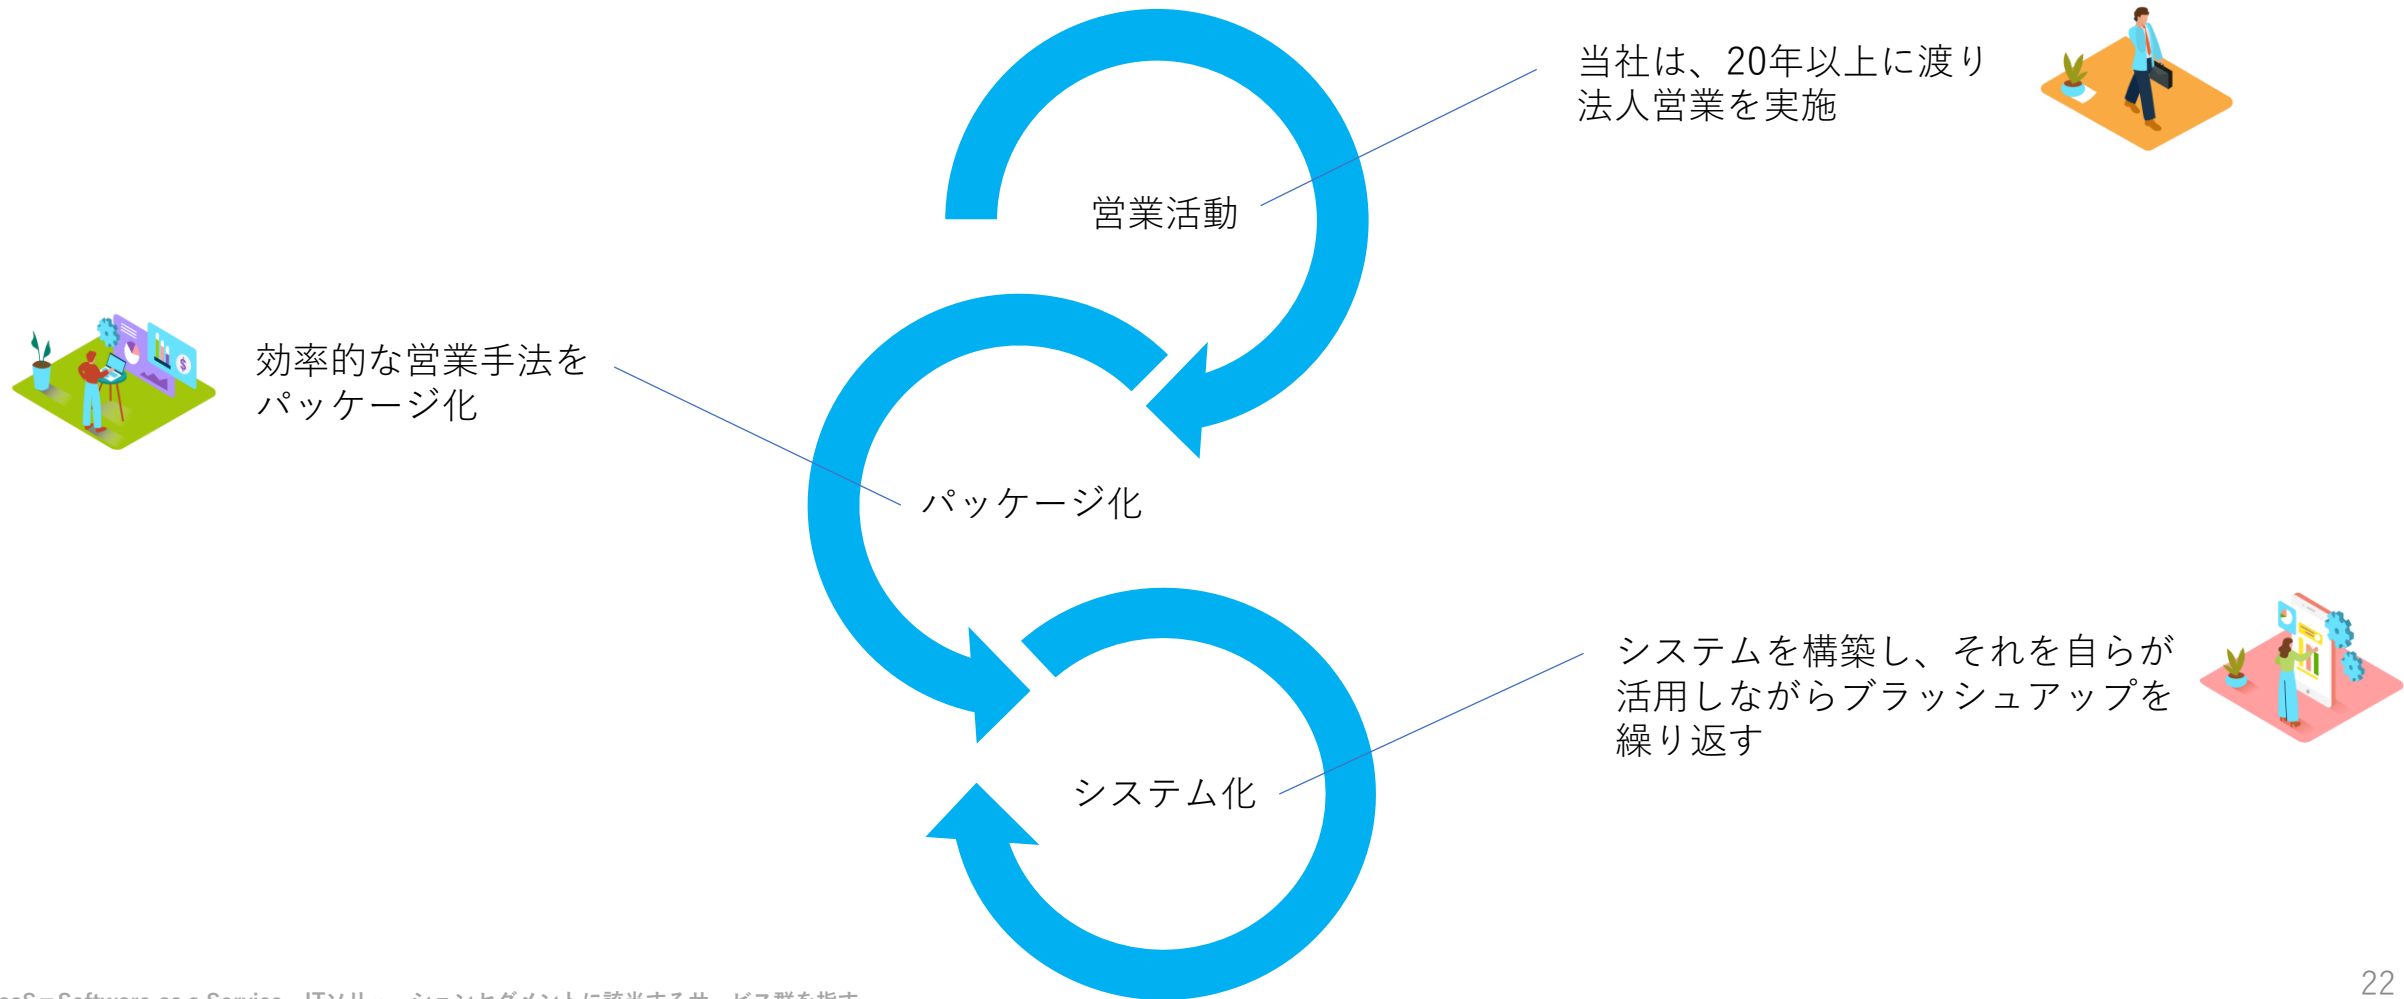 当社は、20年以上に渡り
法人営業を実施
営業活動
効率的な営業手法を
パッケージ化
パッケージ化
システムを構築し、それを自らが
活用しながらブラッシュアップを
繰り返す
システム化
22